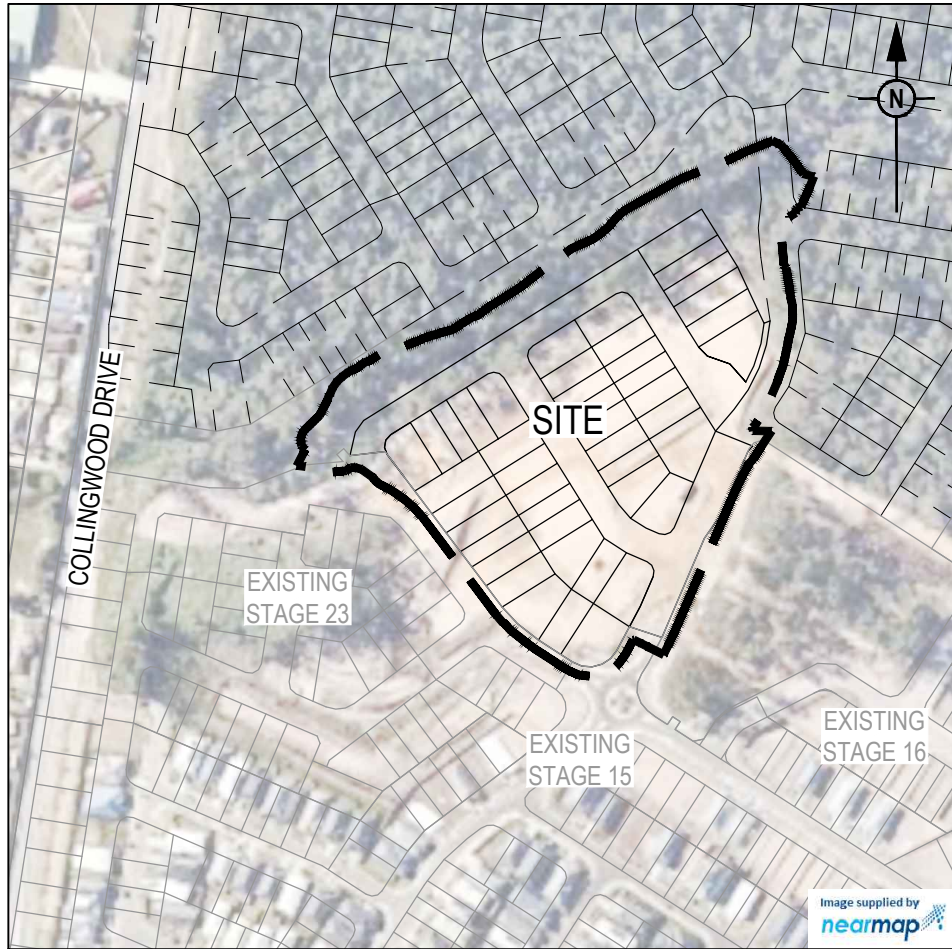 N
SITE
COLLINGWOOD DRIVE
EXISTING
STAGE 23
EXISTING
STAGE 15
EXISTING
STAGE 16
Image supplied by
nearmap